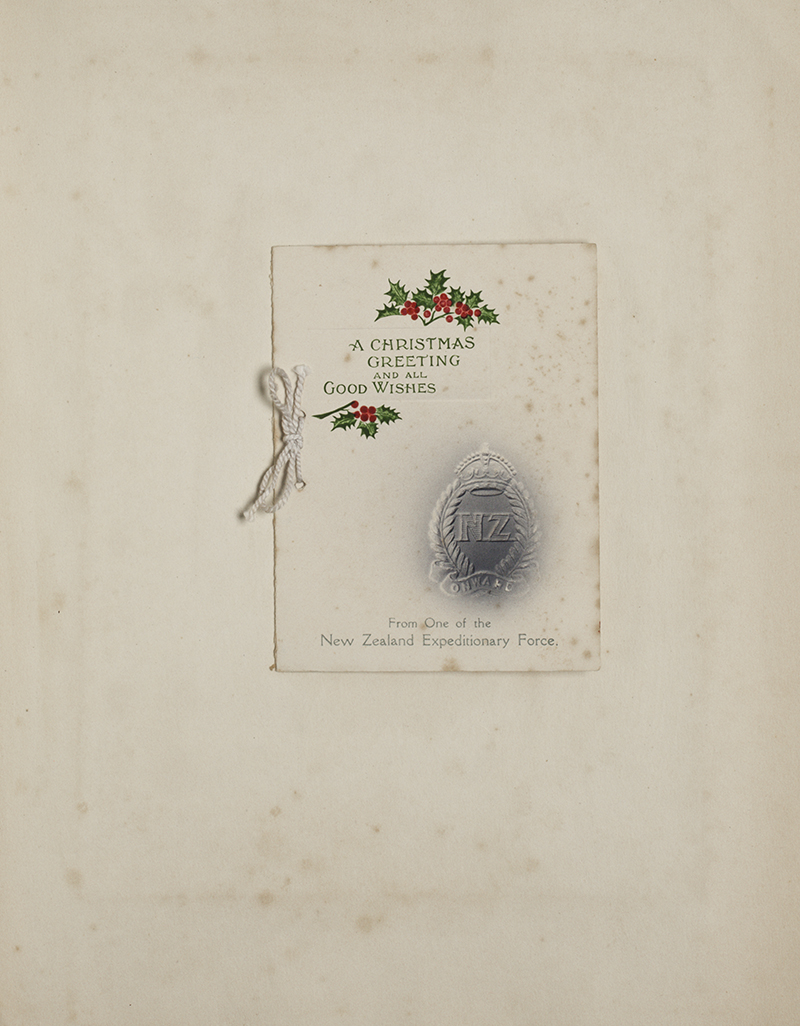 A CHRISTMAS
GREETING
AND ALL
GOOD WISHES
NZ
ONWARD
From One of the
New Zealand Expeditionary Force.